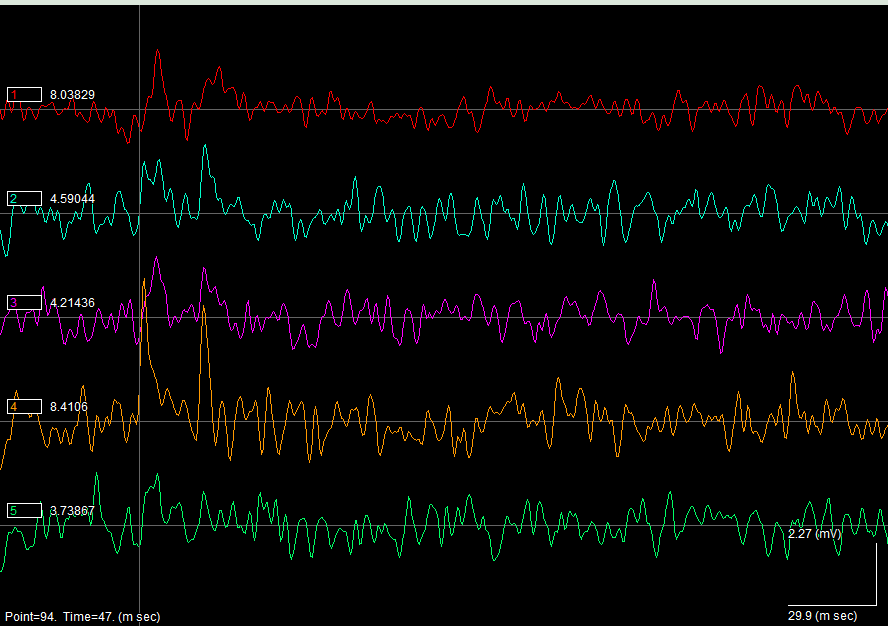 1 8.03829
2 4.59044
3 4.21436
4 8.4106
5 3.73867
2.27 (mV)
Point=94. Time=47. (m sec)
29.9 (m sec)